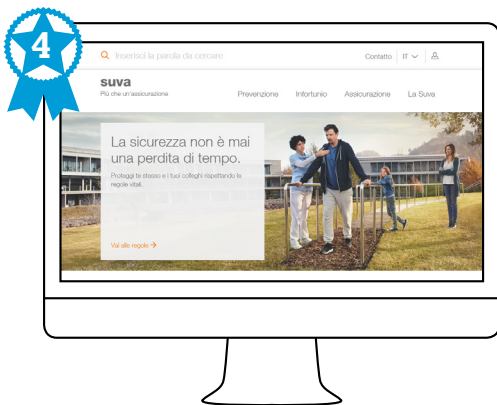 4
Inserisci la parola da cercare
Contatto IT
suva
Più che un'assicurazione
Prevenzione Infortunio Assicurazione La Suva
La sicurezza non è mai
una perdita di tempo.
Proteggi te stesso e i tuoi colleghi rispettando le
regole vitali.
Vai alle regole →